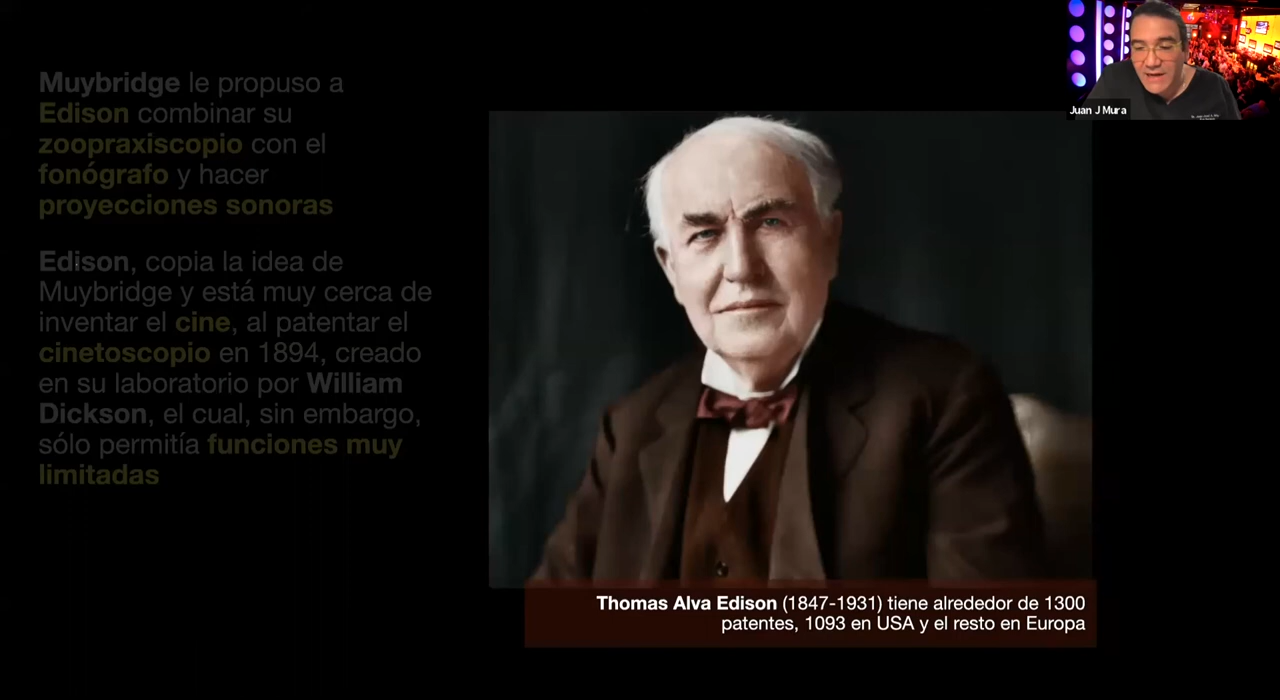 Muybridge le propuso a
Edison combinar su
zoopraxiscopio con el
fonógrafo y hacer
proyecciones sonoras
Edison, copia la idea de
Muybridge y está muy cerca de
inventar el cine, al patentar el
cinetoscopio en 1894, creado
en su laboratorio por William
Dickson, el cual, sin embargo,
sólo permitía funciones muy
limitadas
Juan J Mura
Thomas Alva Edison (1847-1931) tiene alrededor de 1300
patentes, 1093 en USA y el resto en Europa